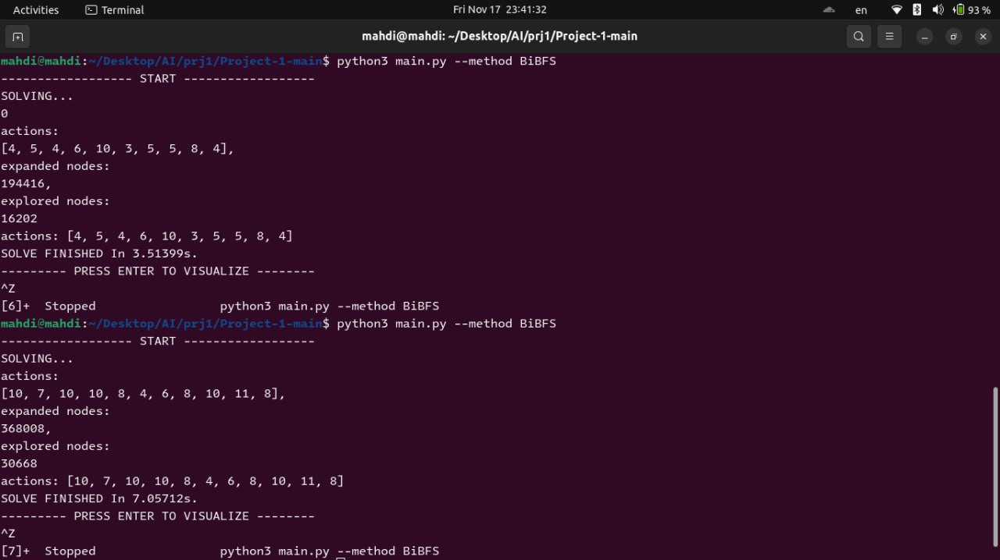 Activities Terminal Fri Nov 17 23:41:32 en 93 %
mahdi@mahdi: ~/Desktop/AI/prj1/Project-1-main
mahdi@mahdi:~/Desktop/AI/prj1/Project-1-main$ python3 main.py --method BiBFS
------------------ START ------------------
SOLVING...
0
actions:
[4, 5, 4, 6, 10, 3, 5, 5, 8, 4],
expanded nodes:
194416,
explored nodes:
16202
actions: [4, 5, 4, 6, 10, 3, 5, 5, 8, 4]
SOLVE FINISHED In 3.51399s.
--------- PRESS ENTER TO VISUALIZE --------
^Z
[6]+  Stopped                 python3 main.py --method BiBFS
mahdi@mahdi:~/Desktop/AI/prj1/Project-1-main$ python3 main.py --method BiBFS
------------------ START ------------------
SOLVING...
actions:
[10, 7, 10, 10, 8, 4, 6, 8, 10, 11, 8],
expanded nodes:
368008,
explored nodes:
30668
actions: [10, 7, 10, 10, 8, 4, 6, 8, 10, 11, 8]
SOLVE FINISHED In 7.05712s.
--------- PRESS ENTER TO VISUALIZE --------
^Z
[7]+  Stopped                 python3 main.py --method BiBFS